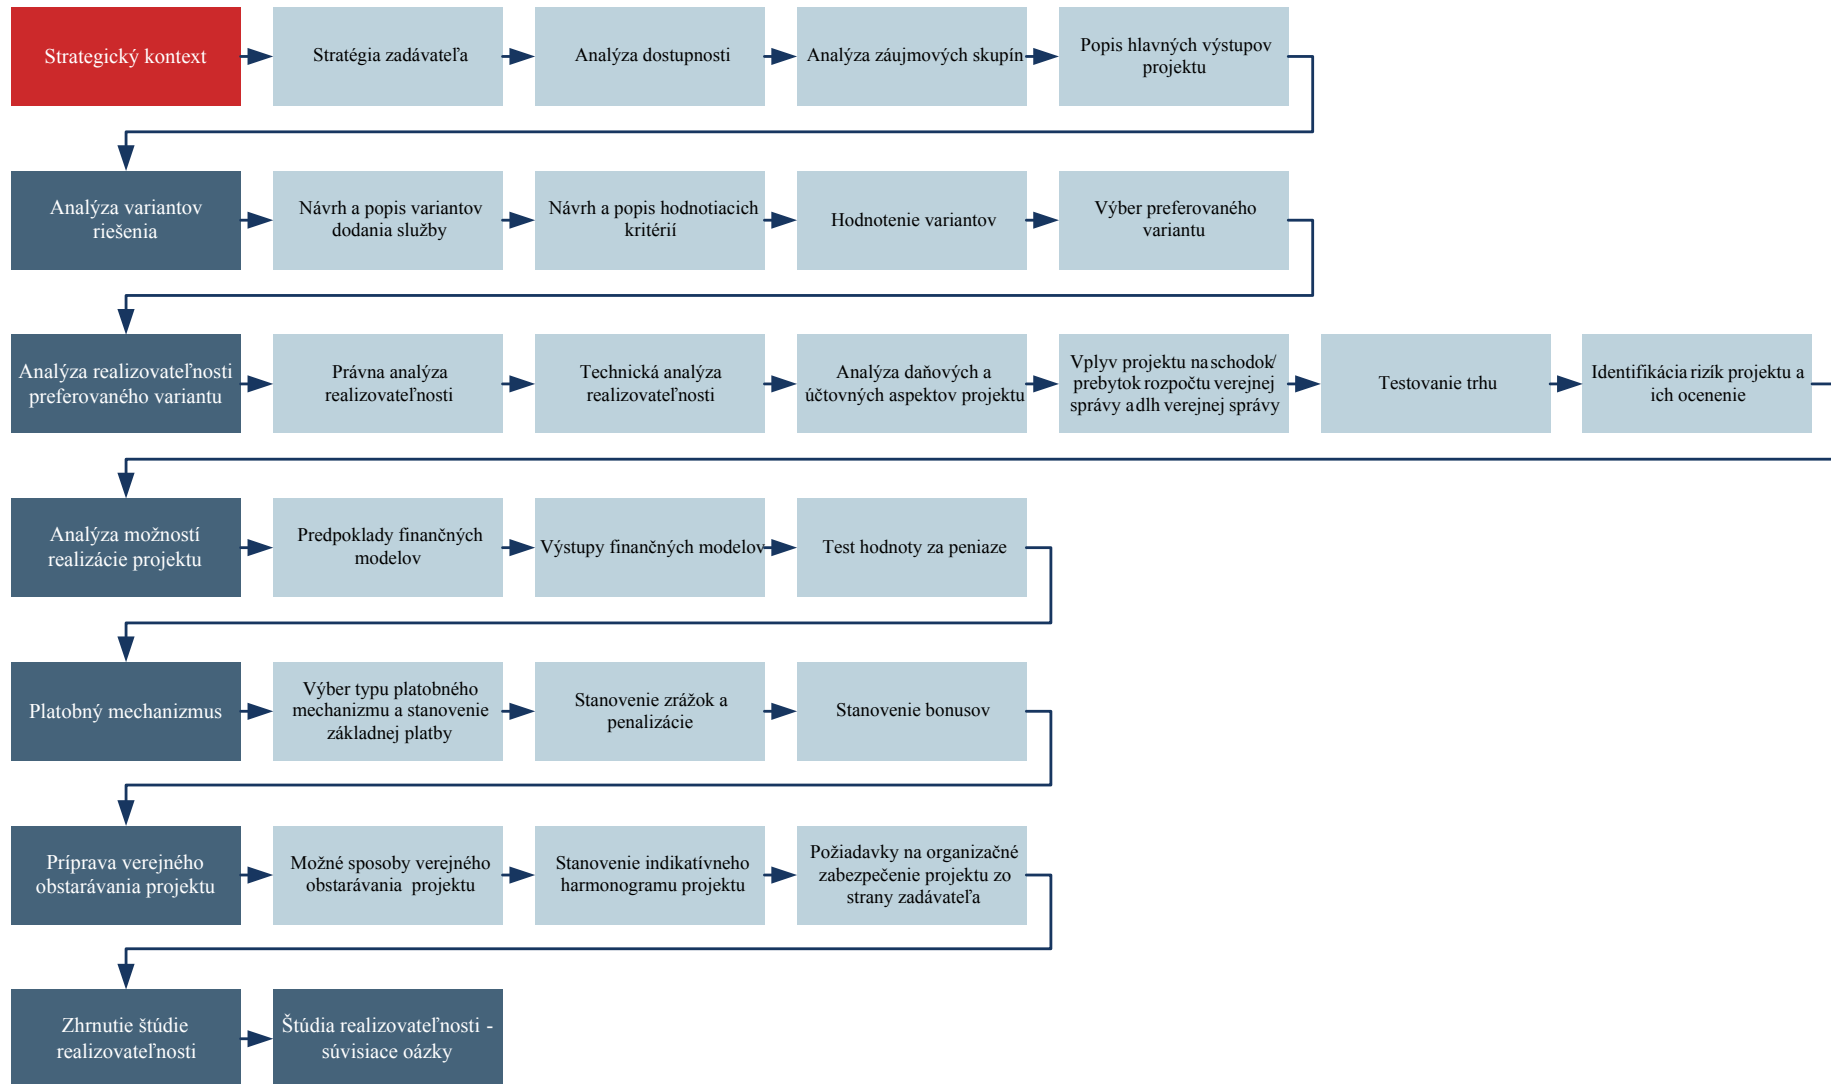 Strategický kontext
Stratégia zadávateľa
Analýza dostupnosti
Analýza záujmových skupín
Popis hlavných výstupov
projektu
Analýza variantov
riešenia
Návrh a popis variantov
dodania služby
Návrh a popis hodnotiacich
kritérií
Hodnotenie variantov
Výber preferovaného
variantu
Analýza realizovateľnosti
preferovaného variantu
Právna analýza
realizovateľnosti
Technická analýza
realizovateľnosti
Analýza daňových a
účtovných aspektov projektu
Vplyv projektu na schodok/
prebytok rozpočtu verejnej
správy a dlh verejnej správy
Testovanie trhu
Identifikácia rizík projektu a
ich ocenenie
Analýza možností
realizácie projektu
Predpoklady finančných
modelov
Výstupy finančných modelov
Test hodnoty za peniaze
Platobný mechanizmus
Výber typu platobného
mechanizmu a stanovenie
základnej platby
Stanovenie zrážok a
penalizácie
Stanovenie bonusov
Príprava verejného
obstarávania projektu
Možné sposoby verejného
obstarávania projektu
Stanovenie indikatívneho
harmonogramu projektu
Požiadavky na organizačné
zabezpečenie projektu zo
strany zadávateľa
Zhrnutie štúdie
realizovateľnosti
Štúdia realizovateľnosti -
súvisiace oázky